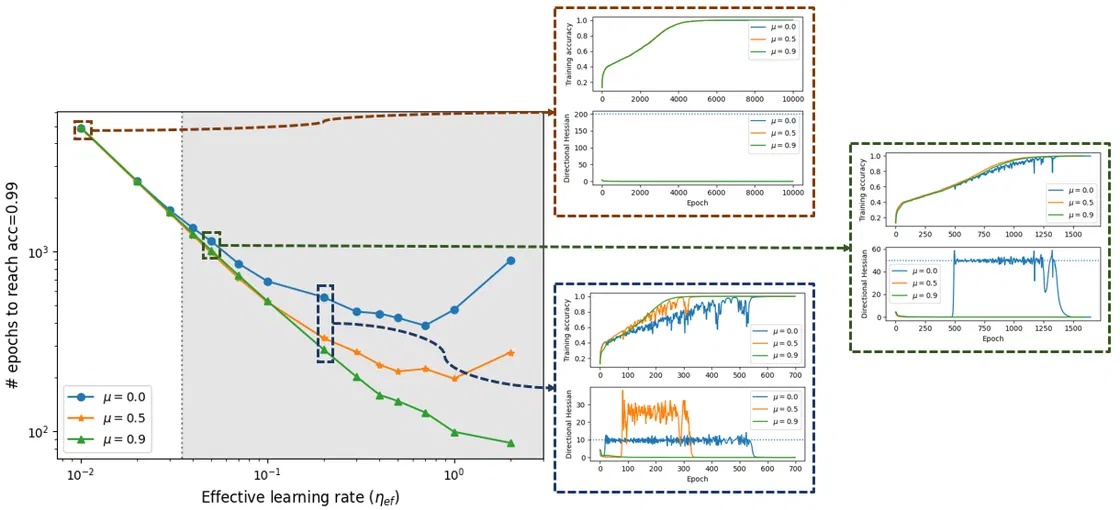 # epochs to reach acc=0.99
10³
10²
μ = 0.0
μ = 0.5
μ = 0.9
10⁻² 10⁻¹ 10⁰
Effective learning rate (η_ef)
Training accuracy
1.0
0.8
0.6
0.4
0.2
μ = 0.0
μ = 0.5
μ = 0.9
0 2000 4000 6000 8000 10000
Directional Hessian
200
150
100
50
0
μ = 0.0
μ = 0.5
μ = 0.9
0 2000 4000 6000 8000 10000
Epoch
Training accuracy
1.0
0.8
0.6
0.4
0.2
μ = 0.0
μ = 0.5
μ = 0.9
0 250 500 750 1000 1250 1500
Directional Hessian
60
40
20
0
μ = 0.0
μ = 0.5
μ = 0.9
0 250 500 750 1000 1250 1500
Epoch
Training accuracy
1.0
0.8
0.6
0.4
0.2
μ = 0.0
μ = 0.5
μ = 0.9
0 100 200 300 400 500 600 700
Directional Hessian
30
20
10
0
μ = 0.0
μ = 0.5
μ = 0.9
0 100 200 300 400 500 600 700
Epoch